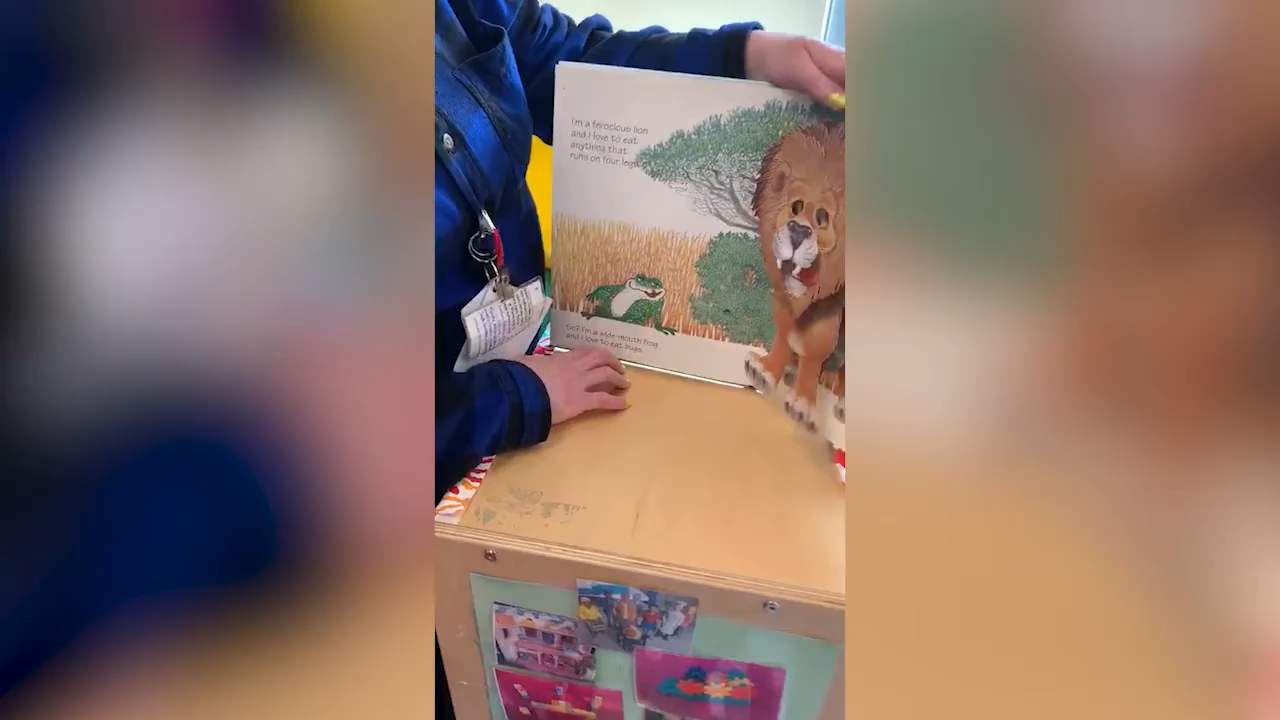 I'm a ferocious lion
and I love to eat
anything that
runs on four legs.
So? I'm a wide-mouth frog
and I love to eat bugs.